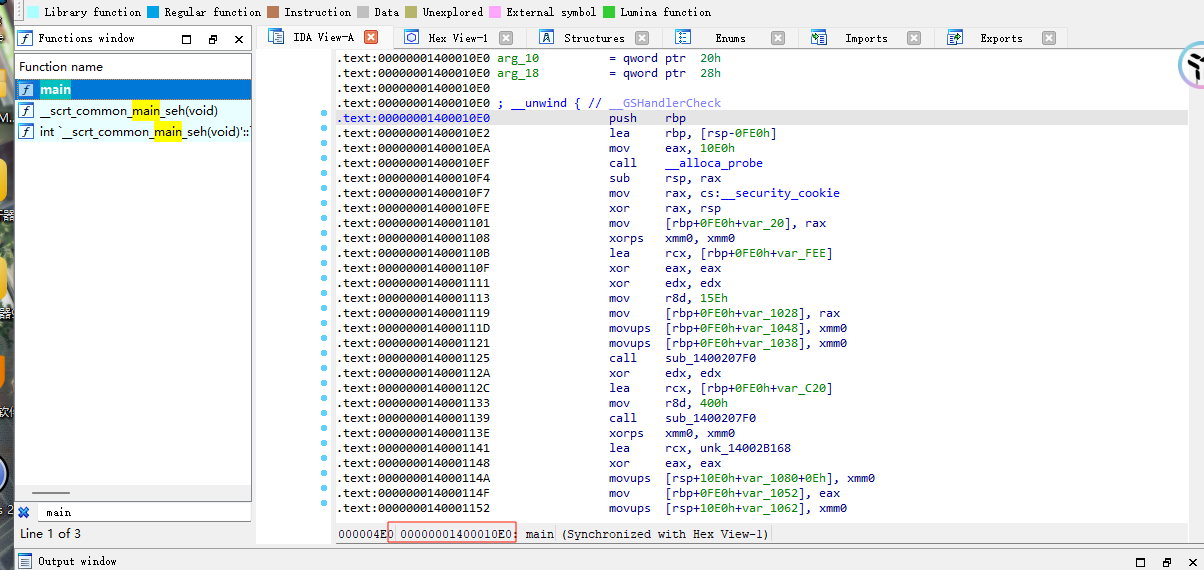 Library function Regular function Instruction Data Unexplored External symbol Lumina function
Functions window
IDA View-A Hex View-1 Structures Enums Imports Exports
Function name
main
__scrt_common_main_seh(void)
int `__scrt_common_main_seh(void)'::`
.text:00000001400010E0 arg_10 = qword ptr 20h
.text:00000001400010E0 arg_18 = qword ptr 28h
.text:00000001400010E0
.text:00000001400010E0 ; __unwind { // __GSHandlerCheck
.text:00000001400010E0 push rbp
.text:00000001400010E2 lea rbp, [rsp-0FE0h]
.text:00000001400010EA mov eax, 10E0h
.text:00000001400010EF call __alloca_probe
.text:00000001400010F4 sub rsp, rax
.text:00000001400010F7 mov rax, cs:__security_cookie
.text:00000001400010FE xor rax, rsp
.text:0000000140001101 mov [rbp+0FE0h+var_20], rax
.text:0000000140001108 xorps xmm0, xmm0
.text:000000014000110B lea rcx, [rbp+0FE0h+var_FEE]
.text:000000014000110F xor eax, eax
.text:0000000140001111 xor edx, edx
.text:0000000140001113 mov r8d, 15Eh
.text:0000000140001119 mov [rbp+0FE0h+var_1028], rax
.text:000000014000111D movups [rbp+0FE0h+var_1048], xmm0
.text:0000000140001121 movups [rbp+0FE0h+var_1038], xmm0
.text:0000000140001125 call sub_1400207F0
.text:000000014000112A xor edx, edx
.text:000000014000112C lea rcx, [rbp+0FE0h+var_C20]
.text:0000000140001133 mov r8d, 400h
.text:0000000140001139 call sub_1400207F0
.text:000000014000113E xorps xmm0, xmm0
.text:0000000140001141 lea rcx, unk_14002B168
.text:0000000140001148 xor eax, eax
.text:000000014000114A movups [rsp+10E0h+var_1080+0Eh], xmm0
.text:000000014000114F mov [rbp+0FE0h+var_1052], eax
.text:0000000140001152 movups [rsp+10E0h+var_1062], xmm0
main
Line 1 of 3
000004E0 00000001400010E0: main (Synchronized with Hex View-1)
Output window